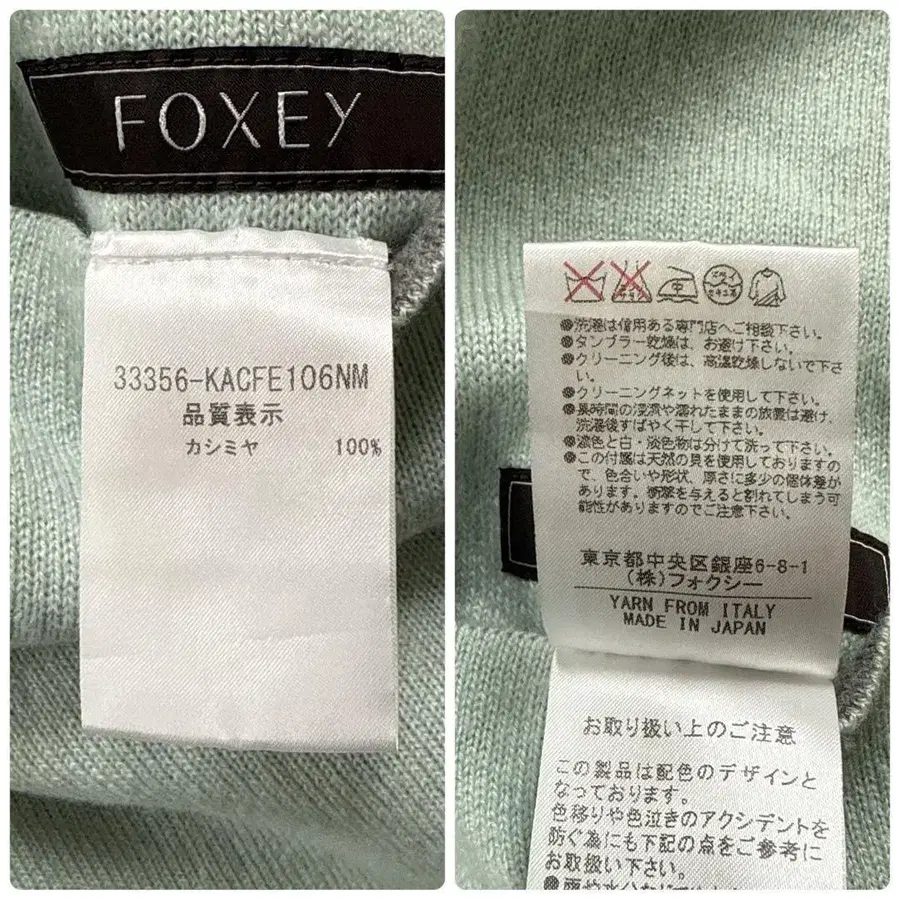 FOXEY
33356-KACFE106NM
品質表示
カシミヤ 100%
●洗濯は信用ある専門店へご相談下さい。
●タンブラー乾燥は、お避け下さい。
●クリーニング後は、高温乾燥しないで下さ
い。
●クリーニングネットを使用して下さい。
●長時間の浸漬や濡れたままの放置は避け、
洗濯後すばやく干して下さい。
●濃色と白・淡色物は分けて洗って下さい。
●この付属は天然の貝を使用しておりますの
で、色合いや形状、厚さに多少の個体差が
あります。衝撃を与えると割れてしまう可
能性がありますのでご注意下さい。
東京都中央区銀座6-8-1
(株)フォクシー
YARN FROM ITALY
MADE IN JAPAN
お取り扱い上のご注意
この製品は配色のデザインと
なっております。
色移りや色泣きのアクシデントを
防ぐ為にも下記の点をご参考に
お取扱い下さい。